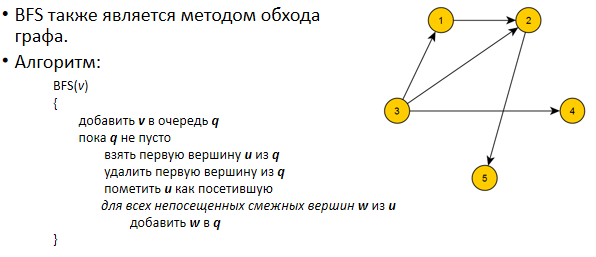 • BFS также является методом обхода
графа.
• Алгоритм:
BFS(v)
{
добавить v в очередь q
пока q не пусто
взять первую вершину u из q
удалить первую вершину из q
пометить u как посетившую
для всех непосещенных смежных вершин w из u
добавить w в q
}
1
2
3
4
5